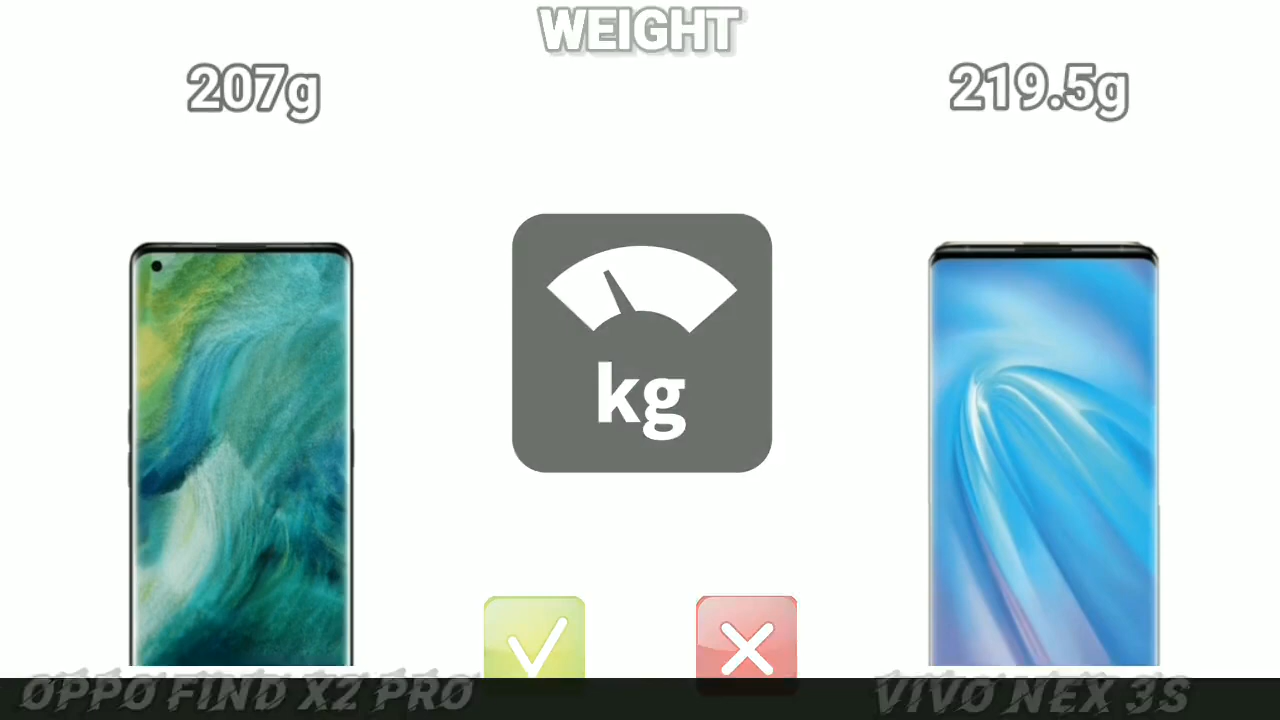 WEIGHT
207g
219.5g
kg
OPPO FIND X2 PRO
VIVO NEX 3S